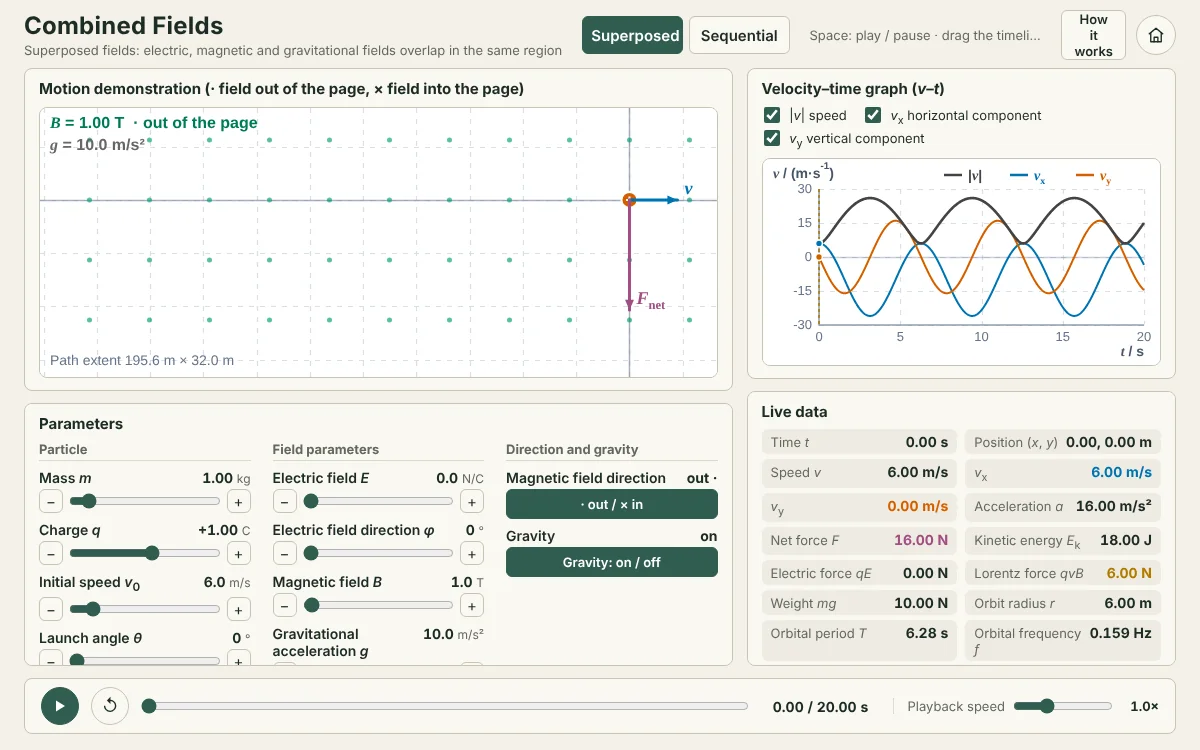 Combined Fields
Superposed fields: electric, magnetic and gravitational fields overlap in the same region
Superposed
Sequential
Space: play / pause · drag the timeli...
How it works
Motion demonstration (· field out of the page, × field into the page)
B = 1.00 T · out of the page
g = 10.0 m/s²
v
Fnet
Path extent 195.6 m × 32.0 m
Velocity–time graph (v–t)
|v| speed
vx horizontal component
vy vertical component
v / (m·s⁻¹)
|v|
vx
vy
30
15
0
-15
-30
0
5
10
15
20
t / s
Parameters
Particle
Mass m 1.00 kg
− +
Charge q +1.00 C
− +
Initial speed v0 6.0 m/s
− +
Launch angle θ 0 °
− +
Field parameters
Electric field E 0.0 N/C
− +
Electric field direction φ 0 °
− +
Magnetic field B 1.0 T
− +
Gravitational acceleration g 10.0 m/s²
Direction and gravity
Magnetic field direction out ·
· out / × in
Gravity on
Gravity: on / off
Live data
Time t 0.00 s
Position (x, y) 0.00, 0.00 m
Speed v 6.00 m/s
vx 6.00 m/s
vy 0.00 m/s
Acceleration a 16.00 m/s²
Net force F 16.00 N
Kinetic energy Ek 18.00 J
Electric force qE 0.00 N
Lorentz force qvB 6.00 N
Weight mg 10.00 N
Orbit radius r 6.00 m
Orbital period T 6.28 s
Orbital frequency f 0.159 Hz
0.00 / 20.00 s
Playback speed
1.0×